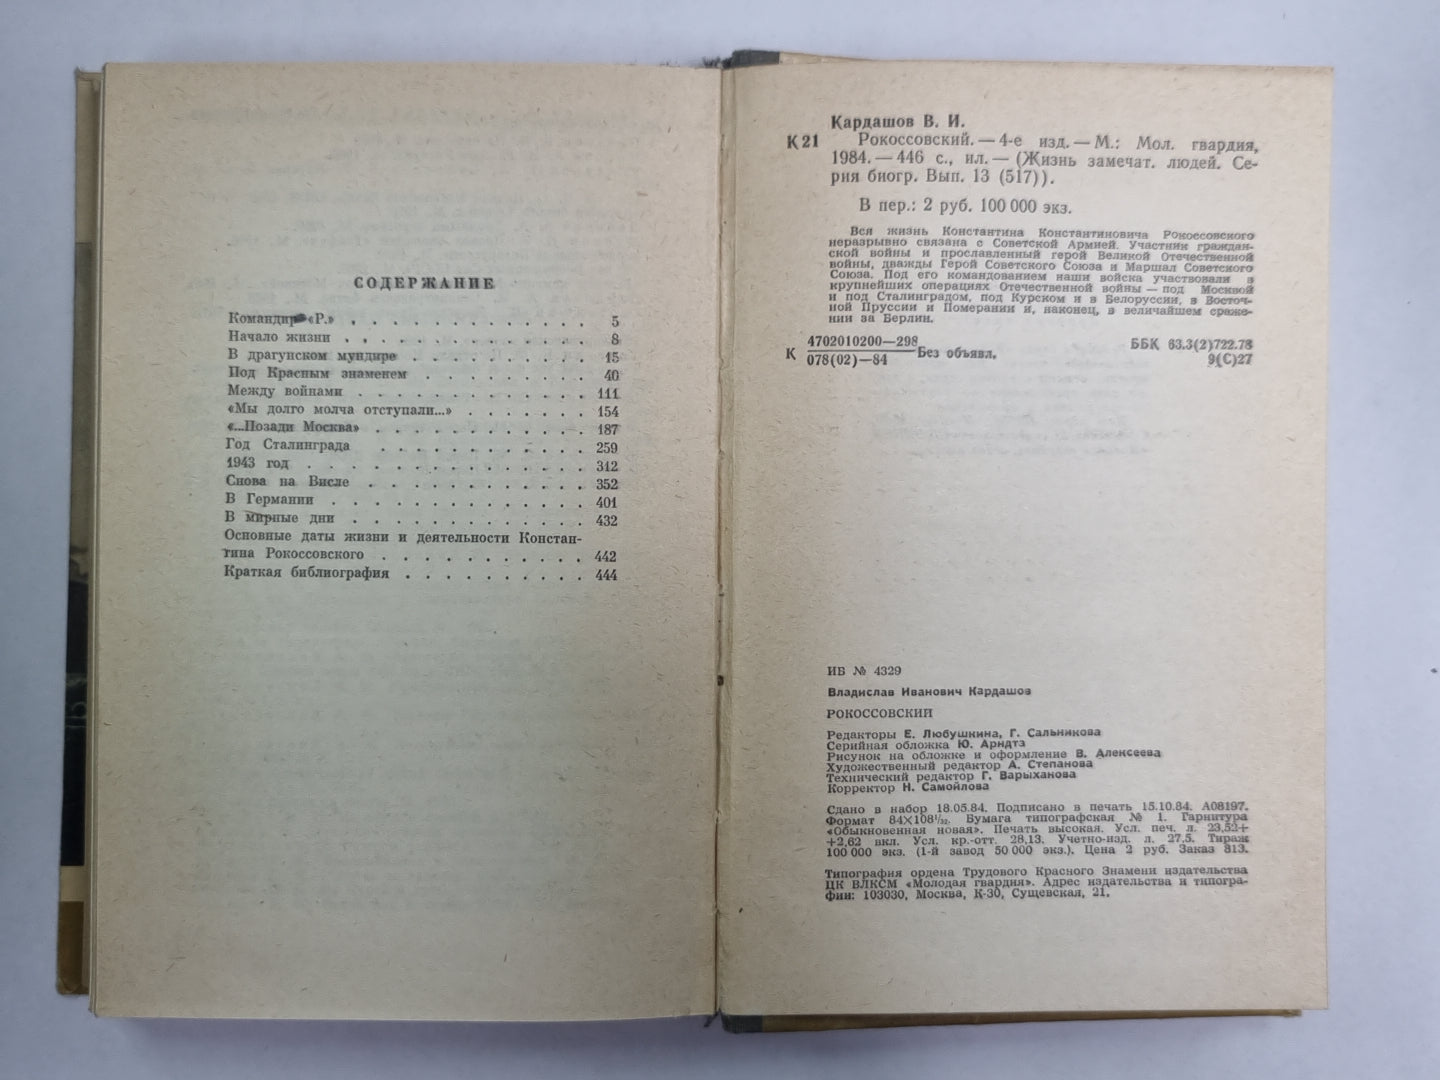 СОДЕРЖАНИЕ
Командир «Р.» . . . . . . . . . . . . . 5
Начало жизни . . . . . . . . . . . . . 8
В драгунском мундире . . . . . . . . . 15
Под Красным знаменем . . . . . . . . . 40
Между войнами . . . . . . . . . . . . . 111
«Мы долго молча отступали...» . . . . . . . 154
«...Позади Москва» . . . . . . . . . . . . 187
Год Сталинграда . . . . . . . . . . . . 259
1943 год . . . . . . . . . . . . . . . . 312
Снова на Висле . . . . . . . . . . . . 352
В Германии . . . . . . . . . . . . . . 401
В мирные дни . . . . . . . . . . . . . 432
Основные даты жизни и деятельности Констан-
тина Рокоссовского . . . . . . . . . . . 442
Краткая библиография . . . . . . . . . . 444
Кардашов В. И.
К 21 Рокоссовский. — 4-е изд. — М.: Мол. гвардия,
1984. — 446 с., ил. — (Жизнь замечат. людей. Се-
рия биогр. Вып. 13 (517)).
В пер.: 2 руб. 100 000 экз.
Вся жизнь Константина Константиновича Рокоссовского
неразрывно связана с Советской Армией. Участник граждан-
ской войны и прославленный герой Великой Отечественной
войны, дважды Герой Советского Союза и Маршал Советского
Союза. Под его командованием наши войска участвовали в
крупнейших операциях Отечественной войны — под Москвой
и под Сталинградом, под Курском и в Белоруссии, в Восточ-
ной Пруссии и Померании и, наконец, в величайшем сраже-
нии за Берлин.
К 4702010200—298
078(02)—84 Без объявл.
ББК 63.3(2)722.78
9(С)27
ИБ № 4329
Владислав Иванович Кардашов
РОКОССОВСКИЙ
Редакторы Е. Любушкина, Г. Сальникова
Серийная обложка Ю. Арндта
Рисунок на обложке и оформление В. Алексеева
Художественный редактор А. Степанова
Технический редактор Г. Варыханова
Корректор Н. Самойлова
Сдано в набор 18.05.84. Подписано в печать 15.10.84. А08197.
Формат 84×108¹/₃₂. Бумага типографская № 1. Гарнитура
«Обыкновенная новая». Печать высокая. Усл. печ. л. 23,52+
+2,62 вкл. Усл. кр.-отт. 28,13. Учетно-изд. л. 27,5. Тираж
100 000 экз. (1-й завод 50 000 экз.). Цена 2 руб. Заказ 813.
Типография ордена Трудового Красного Знамени издательства
ЦК ВЛКСМ «Молодая гвардия». Адрес издательства и типогра-
фии: 103030, Москва, К-30, Сущевская, 21.